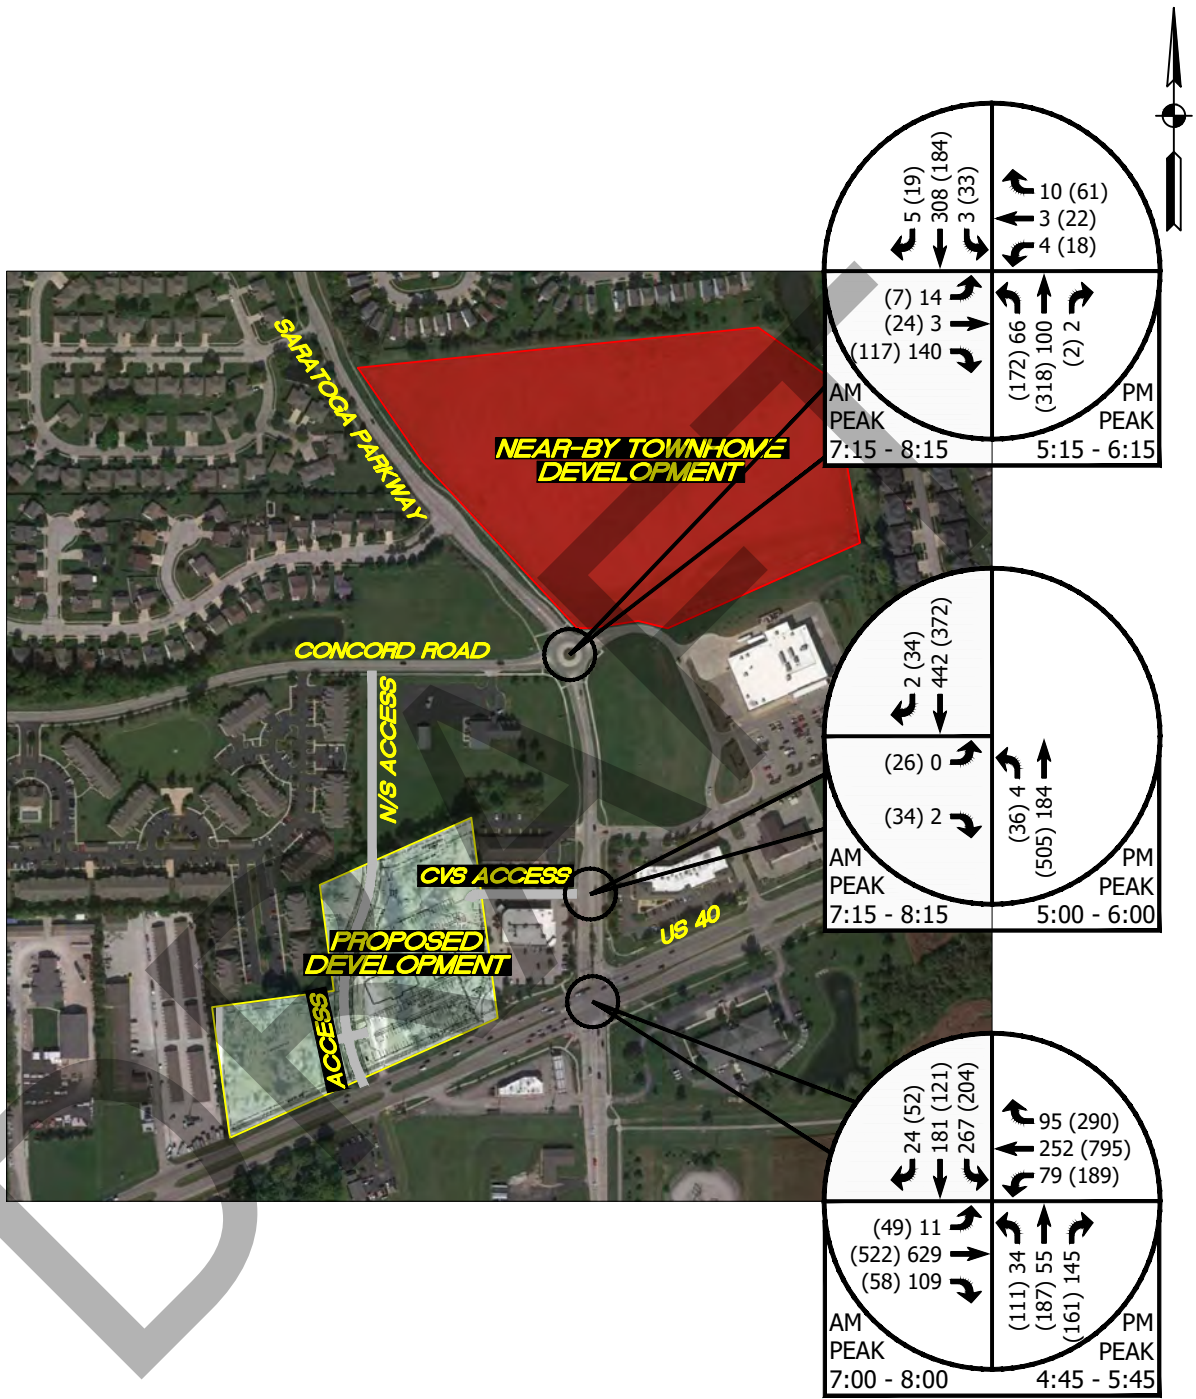 5 (19)
308 (184)
3 (33)
10 (61)
3 (22)
4 (18)
(7) 14
(24) 3
(117) 140
(172) 66
(318) 100
(2) 2
AM
PEAK
7:15 - 8:15
PM
PEAK
5:15 - 6:15
SARATOGA PARKWAY
NEAR-BY TOWNHOME
DEVELOPMENT
CONCORD ROAD
N/S ACCESS
2 (34)
442 (372)
(26) 0
(34) 2
(36) 4
(505) 184
AM
PEAK
7:15 - 8:15
PM
PEAK
5:00 - 6:00
CVS ACCESS
US 40
PROPOSED
DEVELOPMENT
ACCESS
24 (52)
181 (121)
267 (204)
95 (290)
252 (795)
79 (189)
(49) 11
(522) 629
(58) 109
(111) 34
(187) 55
(161) 145
AM
PEAK
7:00 - 8:00
PM
PEAK
4:45 - 5:45
DRAFT